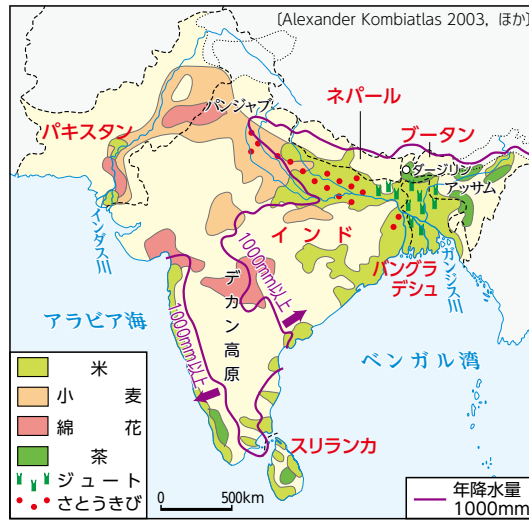 [Alexander Kombiatlas 2003, ほか]
パンジャブ
ネパール
パキスタン
ブータン
ダージリン
アッサム
インダス川
インド
バングラ
デシュ
ガンジス川
1000mm以上
デカン高原
アラビア海
1000mm以上
ベンガル湾
米
小麦
綿花
茶
ジュート
さとうきび
スリランカ
0 500km
年降水量
1000mm